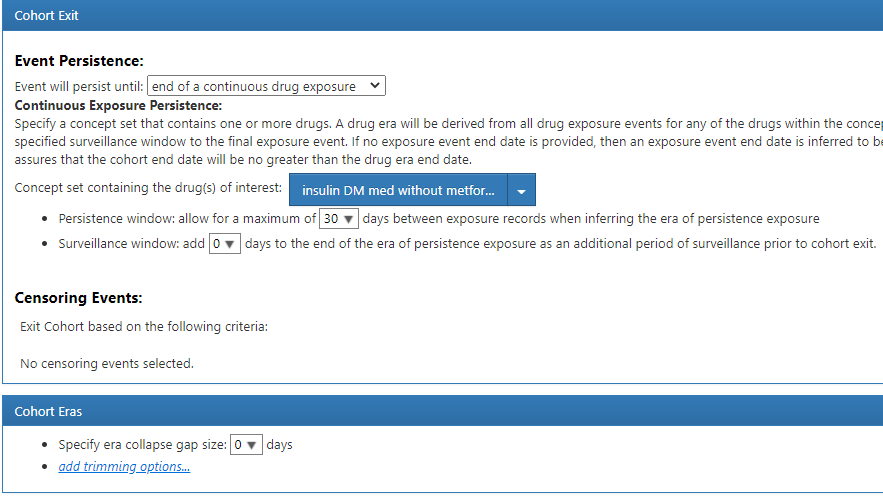 Cohort Exit
Event Persistence:
Event will persist until: end of a continuous drug exposure
Continuous Exposure Persistence:
Specify a concept set that contains one or more drugs. A drug era will be derived from all drug exposure events for any of the drugs within the
specified surveillance window to the final exposure event. If no exposure event end date is provided, then an exposure event end date is inferred to
assures that the cohort end date will be no greater than the drug era end date.
Concept set containing the drug(s) of interest: insulin DM med without metfor...
• Persistence window: allow for a maximum of 30 ▼ days between exposure records when inferring the era of persistence exposure
• Surveillance window: add 0 ▼ days to the end of the era of persistence exposure as an additional period of surveillance prior to cohort exit.
Censoring Events:
Exit Cohort based on the following criteria:
No censoring events selected.
Cohort Eras
• Specify era collapse gap size: 0 ▼ days
• add trimming options...